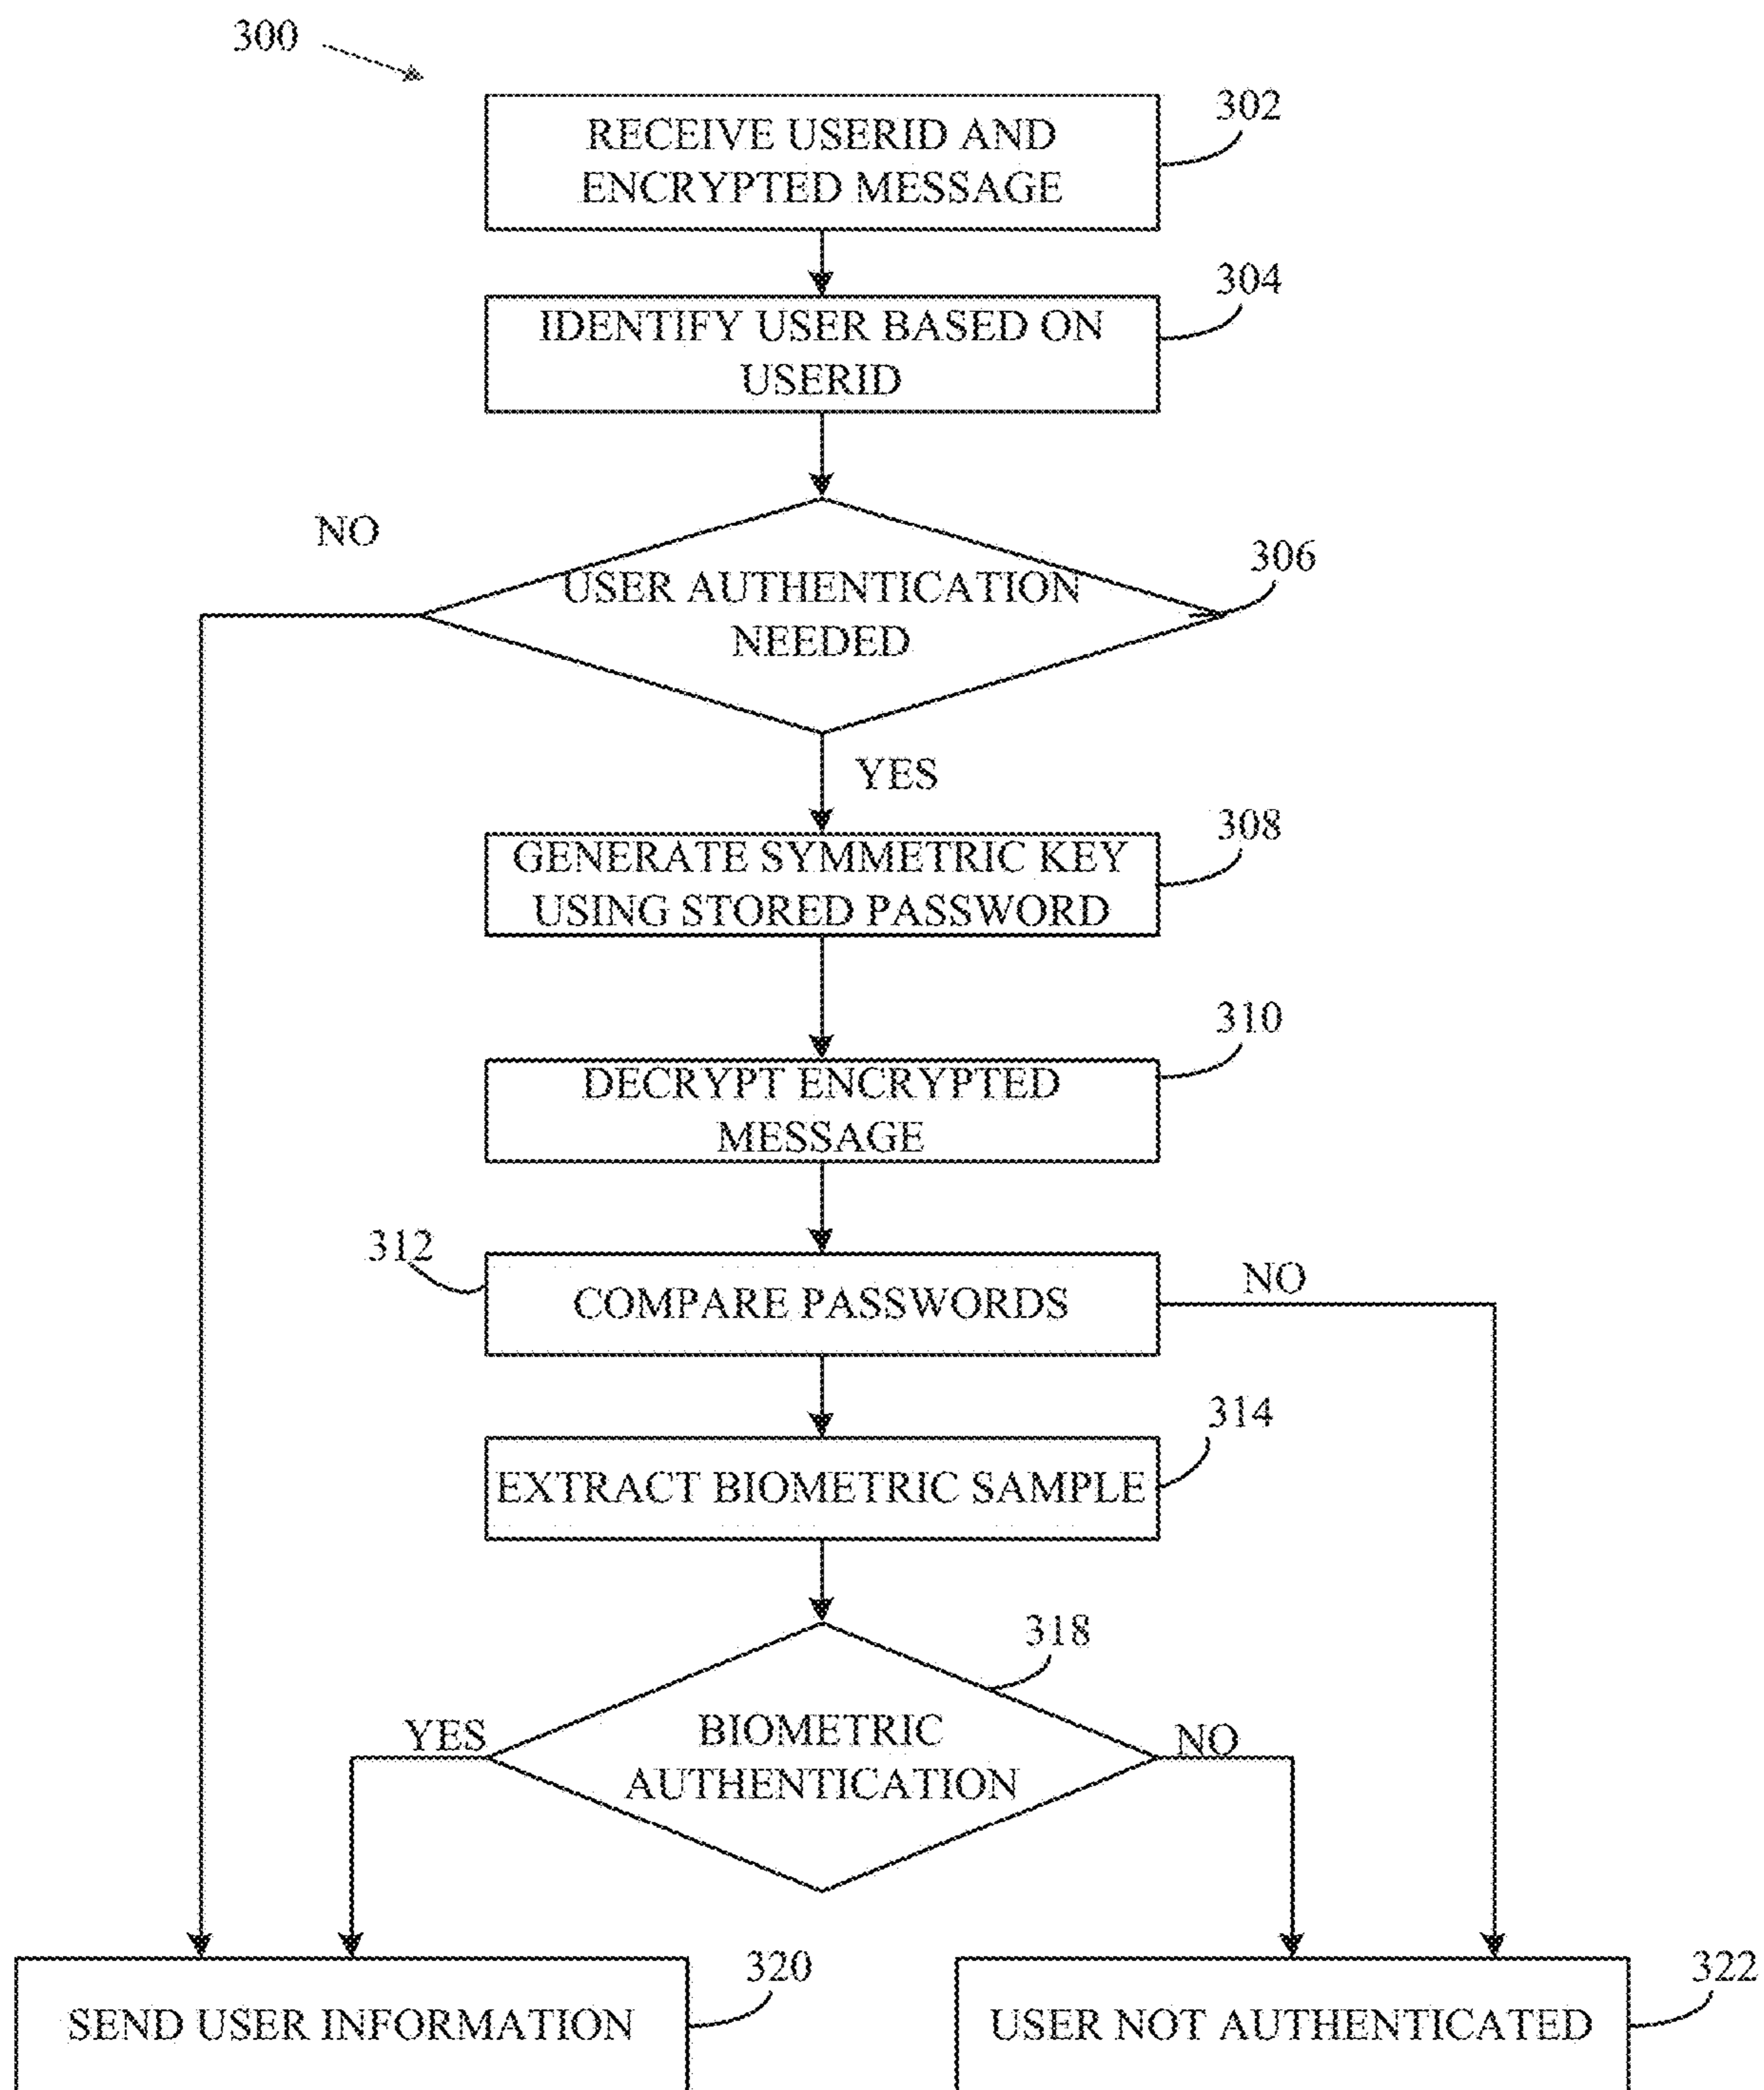 300
302
RECEIVE USERID AND
ENCRYPTED MESSAGE
304
IDENTIFY USER BASED ON
USERID
NO
306
USER AUTHENTICATION
NEEDED
YES
308
GENERATE SYMMETRIC KEY
USING STORED PASSWORD
310
DECRYPT ENCRYPTED
MESSAGE
312
COMPARE PASSWORDS
NO
314
EXTRACT BIOMETRIC SAMPLE
318
YES
BIOMETRIC
AUTHENTICATION
NO
320
SEND USER INFORMATION
322
USER NOT AUTHENTICATED